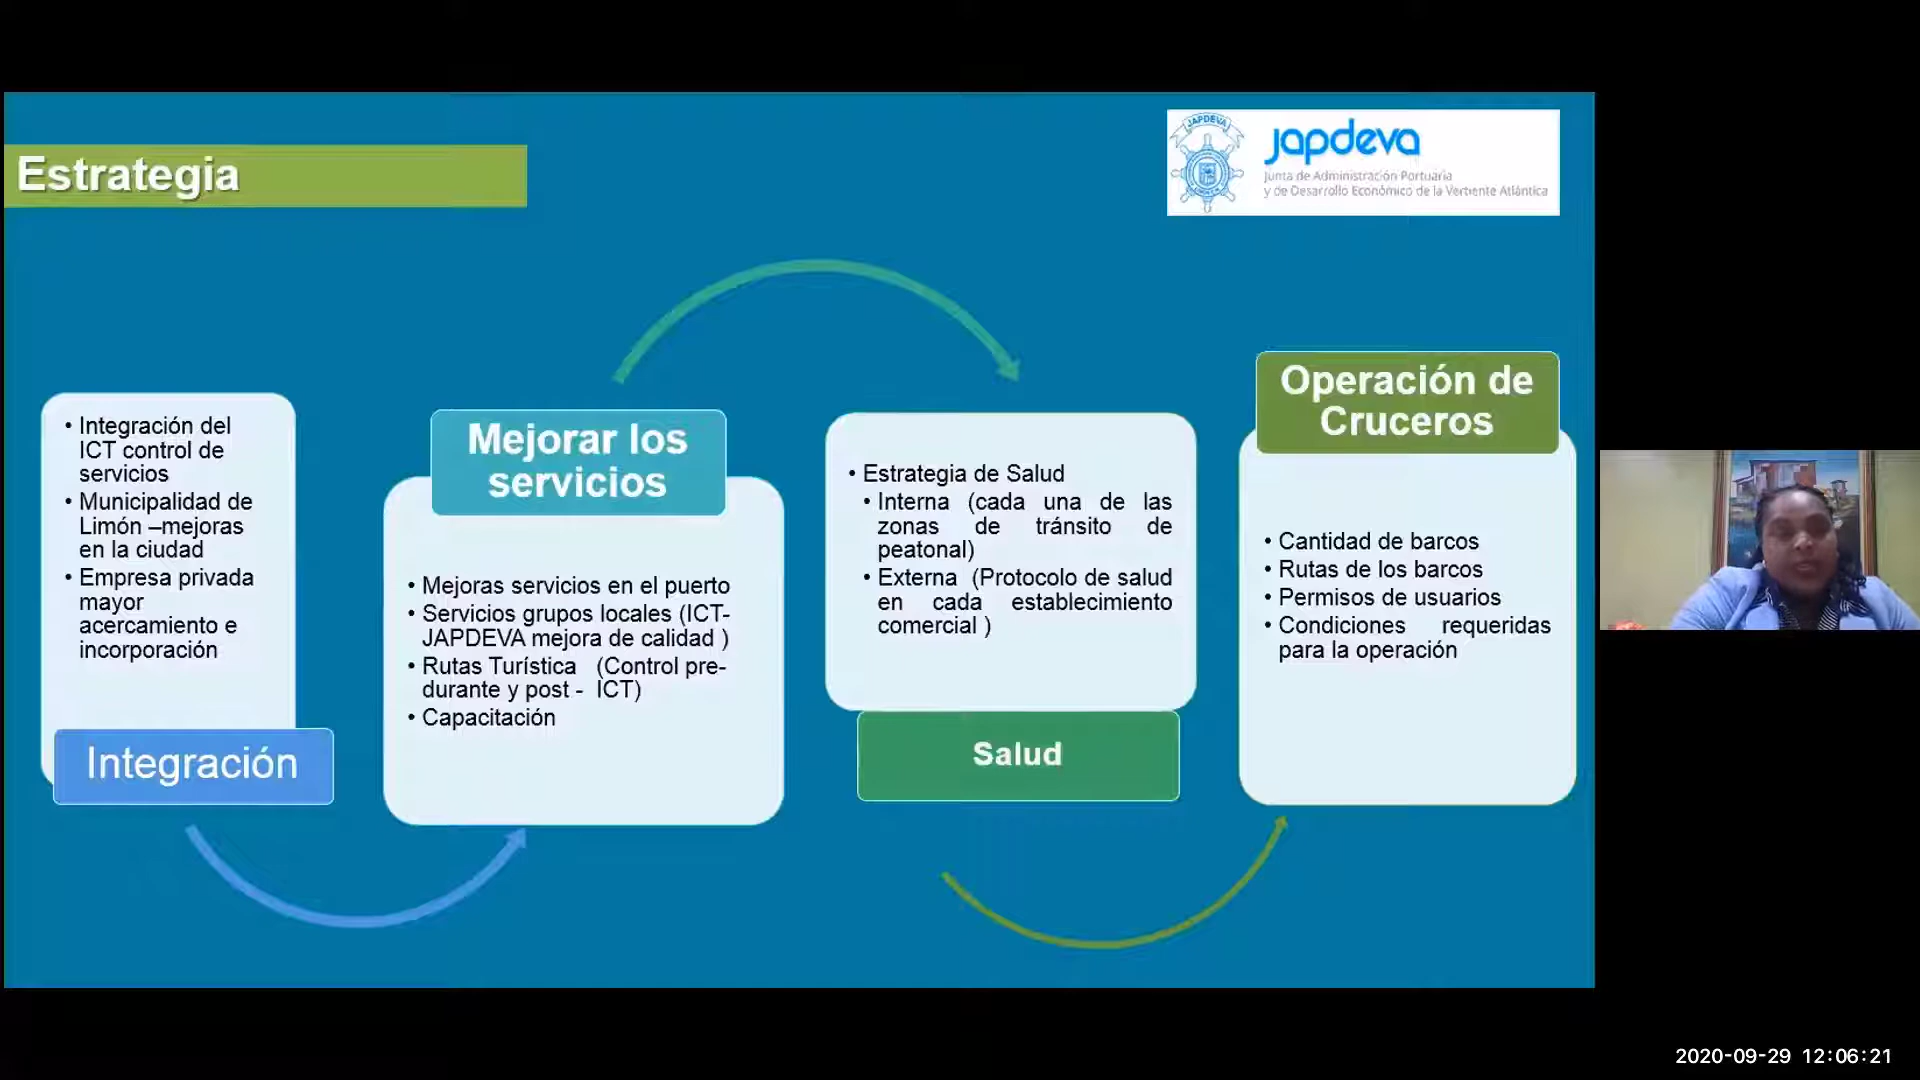 Estrategia
JAPDEVA
japdeva
Junta de Administración Portuaria
y de Desarrollo Económico de la Vertiente Atlántica
• Integración del
ICT control de
servicios
• Municipalidad de
Limón –mejoras
en la ciudad
• Empresa privada
mayor
acercamiento e
incorporación
Integración
Mejorar los
servicios
• Mejoras servicios en el puerto
• Servicios grupos locales (ICT-
JAPDEVA mejora de calidad )
• Rutas Turística (Control pre-
durante y post - ICT)
• Capacitación
• Estrategia de Salud
• Interna (cada una de las
zonas de tránsito de
peatonal)
• Externa (Protocolo de salud
en cada establecimiento
comercial )
Salud
Operación de
Cruceros
• Cantidad de barcos
• Rutas de los barcos
• Permisos de usuarios
• Condiciones requeridas
para la operación
2020-09-29 12:06:21